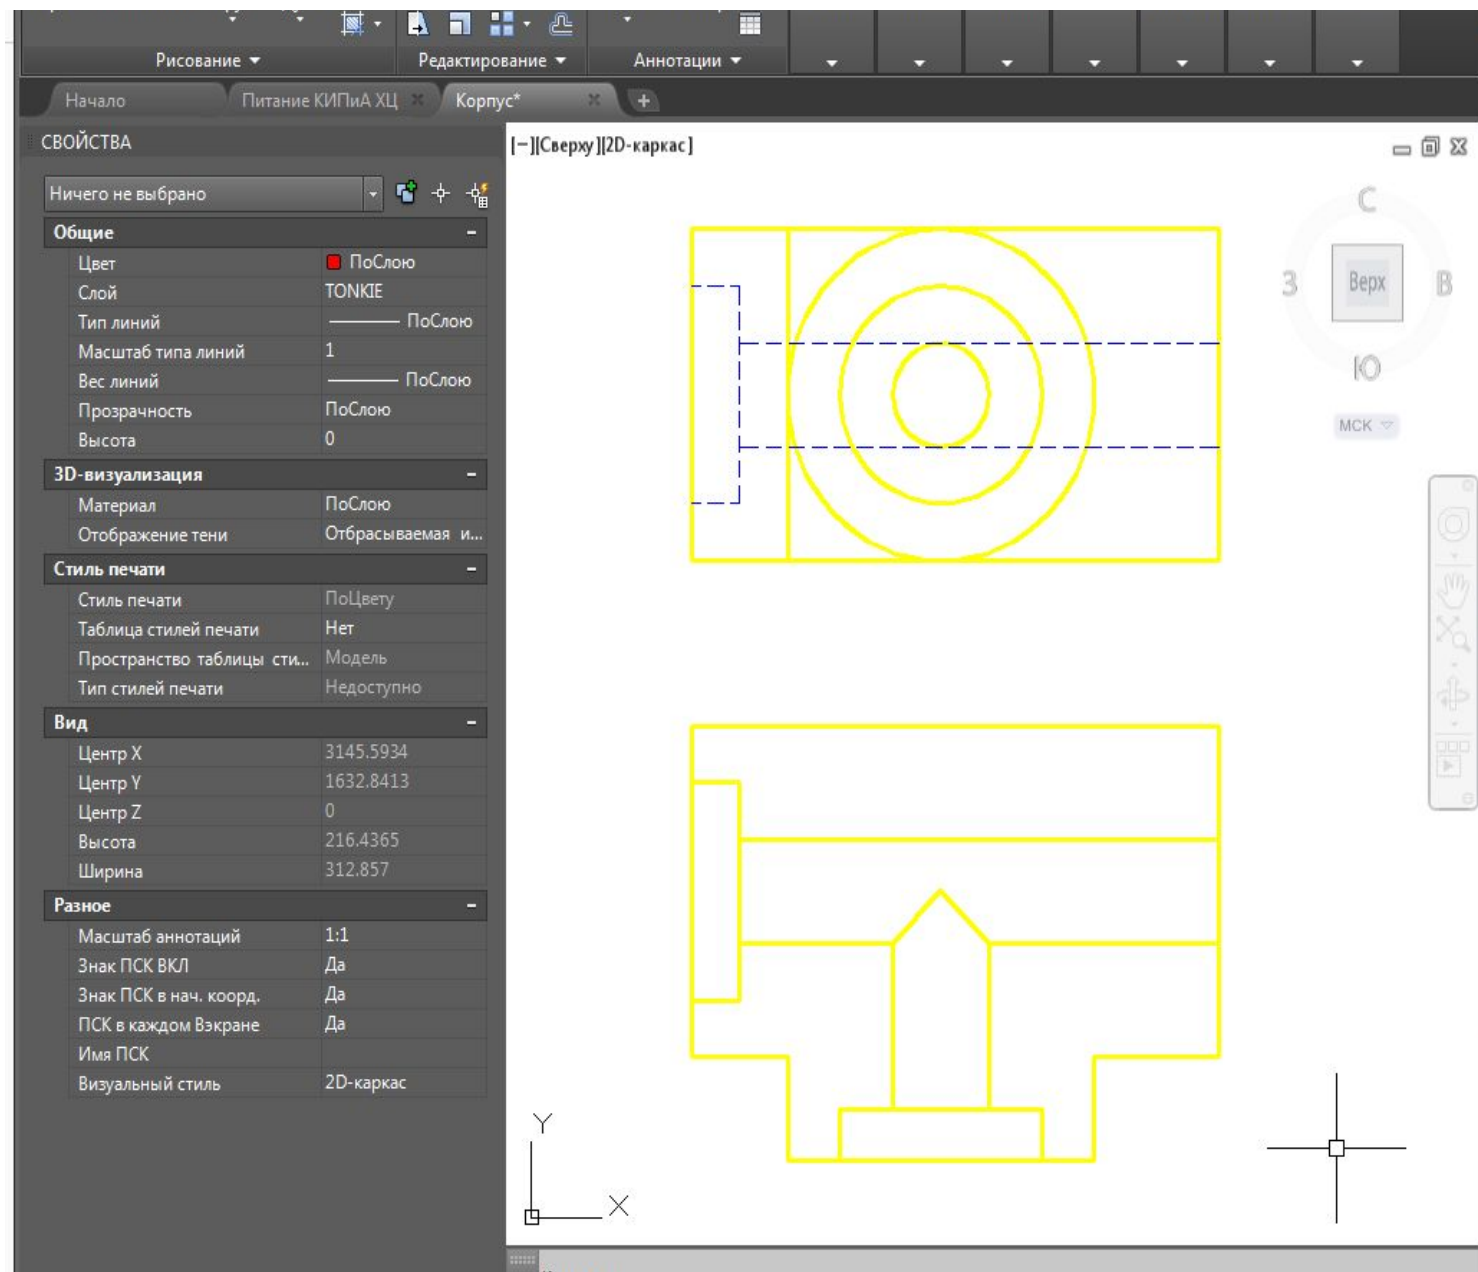 Рисование
Редактирование
Аннотации
Начало
Питание КИПиА ХЦ
Корпус*
СВОЙСТВА
[−][Сверху][2D-каркас]
Ничего не выбрано
Общие
Цвет ПоСлою
Слой TONKIE
Тип линий ПоСлою
Масштаб типа линий 1
Вес линий ПоСлою
Прозрачность ПоСлою
Высота 0
3D-визуализация
Материал ПоСлою
Отображение тени Отбрасываемая и...
Стиль печати
Стиль печати ПоЦвету
Таблица стилей печати Нет
Пространство таблицы сти... Модель
Тип стилей печати Недоступно
Вид
Центр X 3145.5934
Центр Y 1632.8413
Центр Z 0
Высота 216.4365
Ширина 312.857
Разное
Масштаб аннотаций 1:1
Знак ПСК ВКЛ Да
Знак ПСК в нач. коорд. Да
ПСК в каждом Вэкране Да
Имя ПСК
Визуальный стиль 2D-каркас
С
З Верх В
Ю
МСК
Y
X